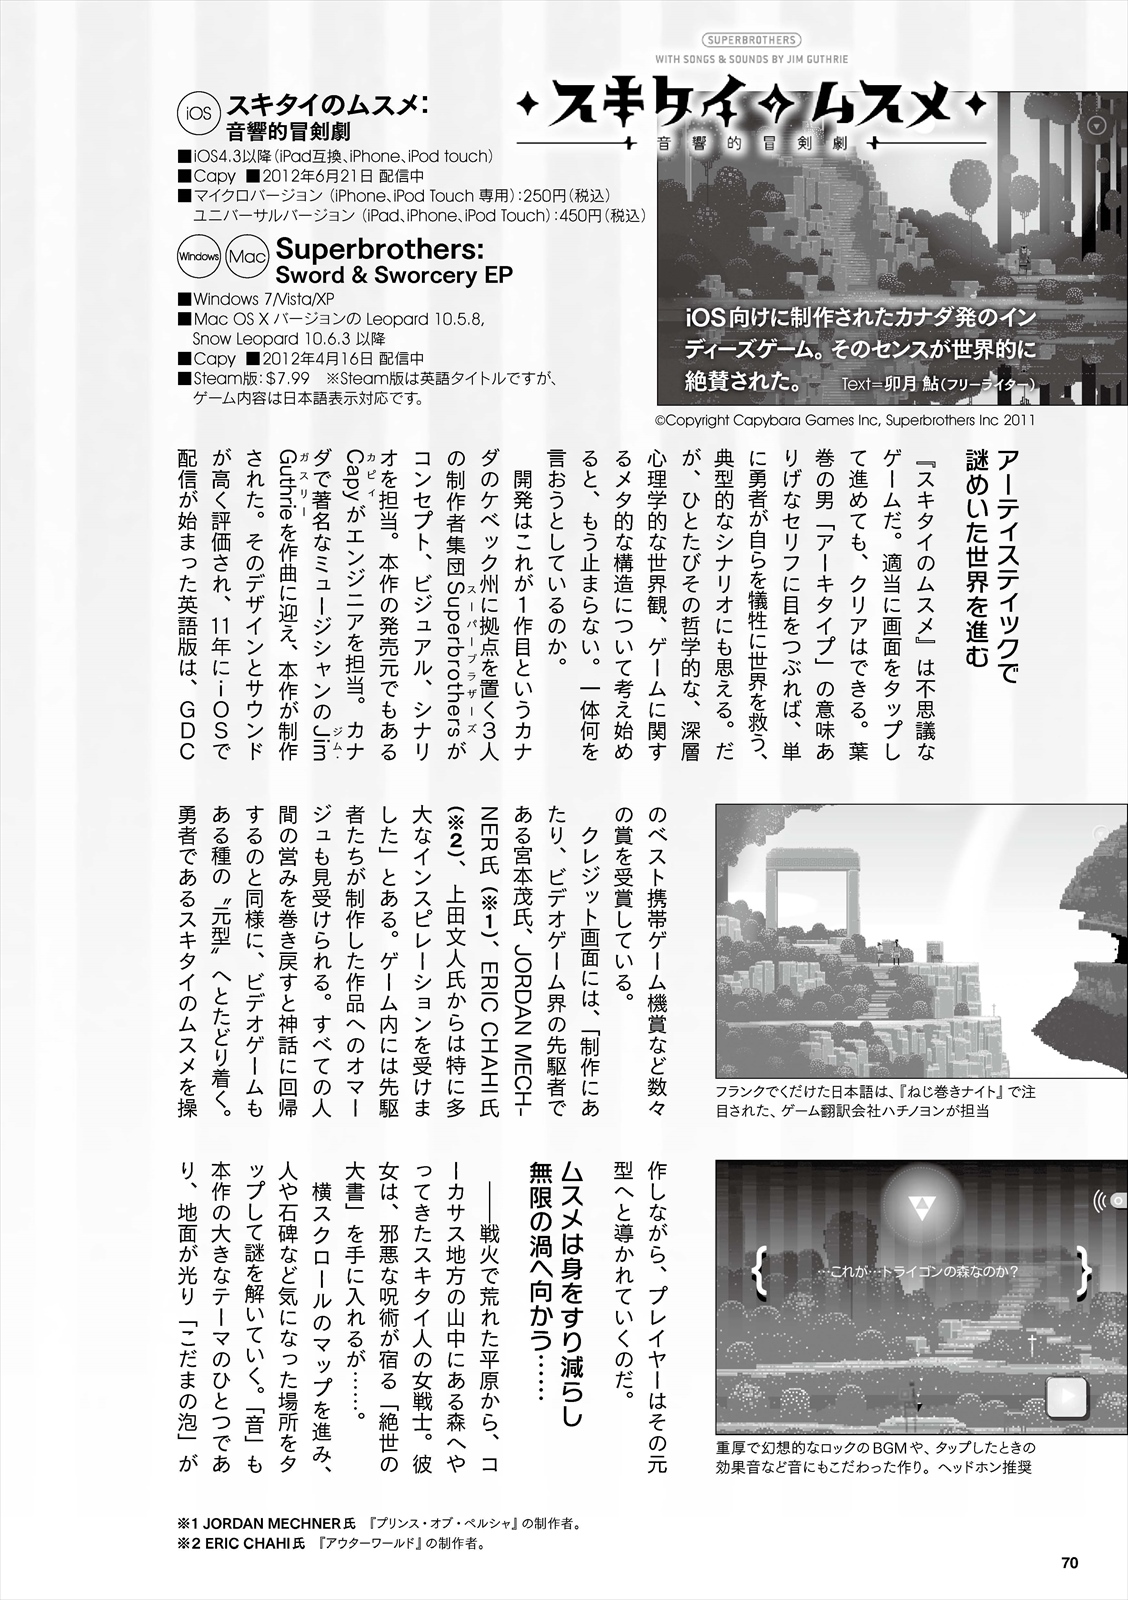 SUPERBROTHERS
WITH SONGS & SOUNDS BY JIM GUTHRIE
スキタイのムスメ
音響的冒剣劇
iOS
スキタイのムスメ:
音響的冒剣劇
■iOS4.3以降（iPad互換、iPhone、iPod touch）
■Capy ■2012年6月21日 配信中
■マイクロバージョン（iPhone、iPod Touch 専用）：250円（税込）
ユニバーサルバージョン（iPad、iPhone、iPod Touch）：450円（税込）
Windows Mac
Superbrothers:
Sword & Sworcery EP
■Windows 7/Vista/XP
■Mac OS X バージョンの Leopard 10.5.8,
Snow Leopard 10.6.3 以降
■Capy ■2012年4月16日 配信中
■Steam版：$7.99 ※Steam版は英語タイトルですが、
ゲーム内容は日本語表示対応です。
iOS向けに制作されたカナダ発のイン
ディーズゲーム。そのセンスが世界的に
絶賛された。 Text=卯月 鮎（フリーライター）
©Copyright Capybara Games Inc, Superbrothers Inc 2011
アーティスティックで
謎めいた世界を進む
『スキタイのムスメ』は不思議な
ゲームだ。適当に画面をタップし
て進めても、クリアはできる。葉
巻の男「アーキタイプ」の意味あ
りげなセリフに目をつぶれば、単
に勇者が自らを犠牲に世界を救う、
典型的なシナリオにも思える。だ
が、ひとたびその哲学的な、深層
心理学的な世界観、ゲームに関す
るメタ的な構造について考え始め
ると、もう止まらない。一体何を
言おうとしているのか。
開発はこれが1作目というカナ
ダのケベック州に拠点を置く3人
の制作者集団Superbrothersが
スーパーブラザーズ
コンセプト、ビジュアル、シナリ
オを担当。本作の発売元でもある
Capyがエンジニアを担当。カナ
カピィ
ダで著名なミュージシャンのJim
ジム・
Guthrieを作曲に迎え、本作が制作
ガスリー
された。そのデザインとサウンド
が高く評価され、11年にiOSで
配信が始まった英語版は、GDC
のベスト携帯ゲーム機賞など数々
の賞を受賞している。
クレジット画面には、「制作にあ
たり、ビデオゲーム界の先駆者で
ある宮本茂氏、JORDAN MECH-
NER氏（※1）、ERIC CHAHI氏
（※2）、上田文人氏からは特に多
大なインスピレーションを受けま
した」とある。ゲーム内には先駆
者たちが制作した作品へのオマー
ジュも見受けられる。すべての人
間の営みを巻き戻すと神話に回帰
するのと同様に、ビデオゲームも
ある種の〝元型〟へとたどり着く。
勇者であるスキタイのムスメを操
作しながら、プレイヤーはその元
型へと導かれていくのだ。
ムスメは身をすり減らし
無限の渦へ向かう……
――戦火で荒れた平原から、コ
ーカサス地方の山中にある森へや
ってきたスキタイ人の女戦士。彼
女は、邪悪な呪術が宿る「絶世の
大書」を手に入れるが……。
横スクロールのマップを進み、
人や石碑など気になった場所をタ
ップして謎を解いていく。「音」も
本作の大きなテーマのひとつであ
り、地面が光り「こだまの泡」が
フランクでくだけた日本語は、『ねじ巻きナイト』で注
目された、ゲーム翻訳会社ハチノヨンが担当
…これが…トライゴンの森なのか？
重厚で幻想的なロックのBGMや、タップしたときの
効果音など音にもこだわった作り。ヘッドホン推奨
※1 JORDAN MECHNER氏 『プリンス・オブ・ペルシャ』の制作者。
※2 ERIC CHAHI氏 『アウターワールド』の制作者。
70